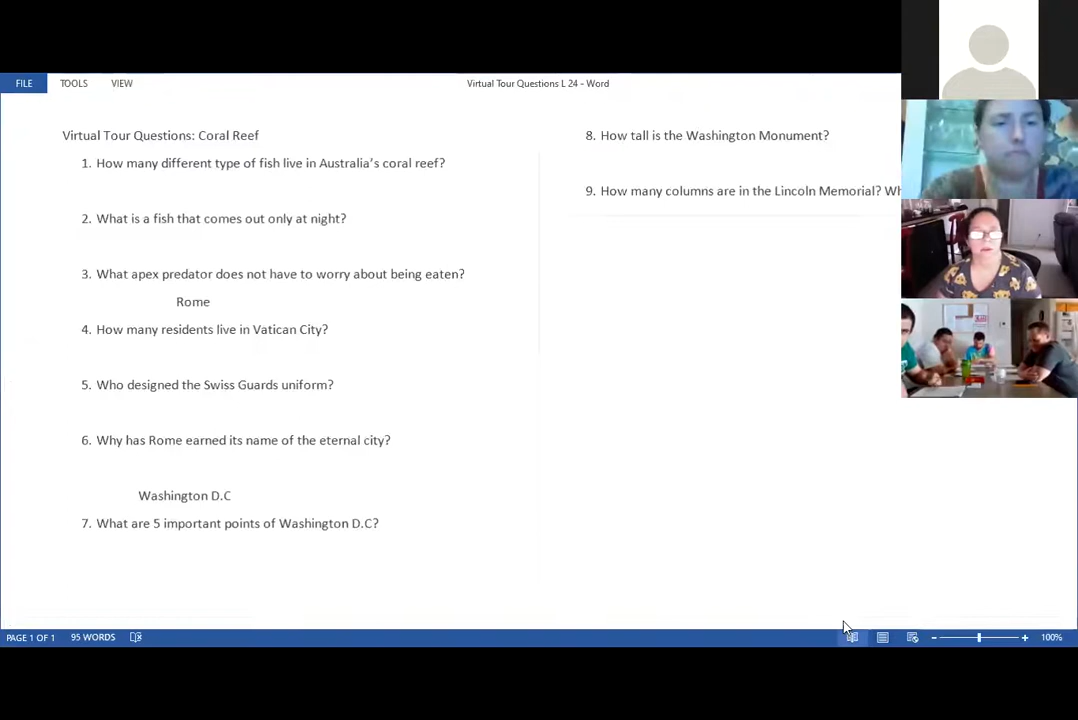 FILE TOOLS VIEW Virtual Tour Questions L 24 - Word
Virtual Tour Questions: Coral Reef
1. How many different type of fish live in Australia's coral reef?
2. What is a fish that comes out only at night?
3. What apex predator does not have to worry about being eaten?
Rome
4. How many residents live in Vatican City?
5. Who designed the Swiss Guards uniform?
6. Why has Rome earned its name of the eternal city?
Washington D.C
7. What are 5 important points of Washington D.C?
8. How tall is the Washington Monument?
9. How many columns are in the Lincoln Memorial?
PAGE 1 OF 1 95 WORDS 100%